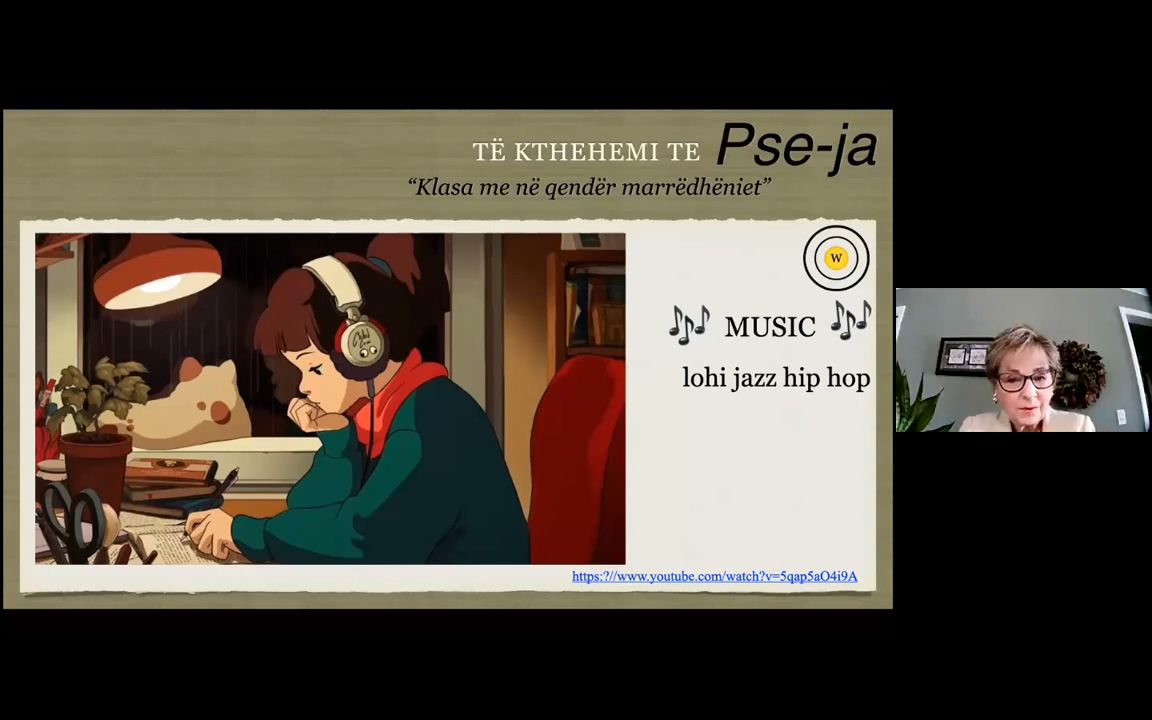 TË KTHEHEMI TE Pse-ja
“Klasa me në qendër marrëdhëniet”
W
MUSIC
lohi jazz hip hop
https:?//www.youtube.com/watch?v=5qap5aO4i9A